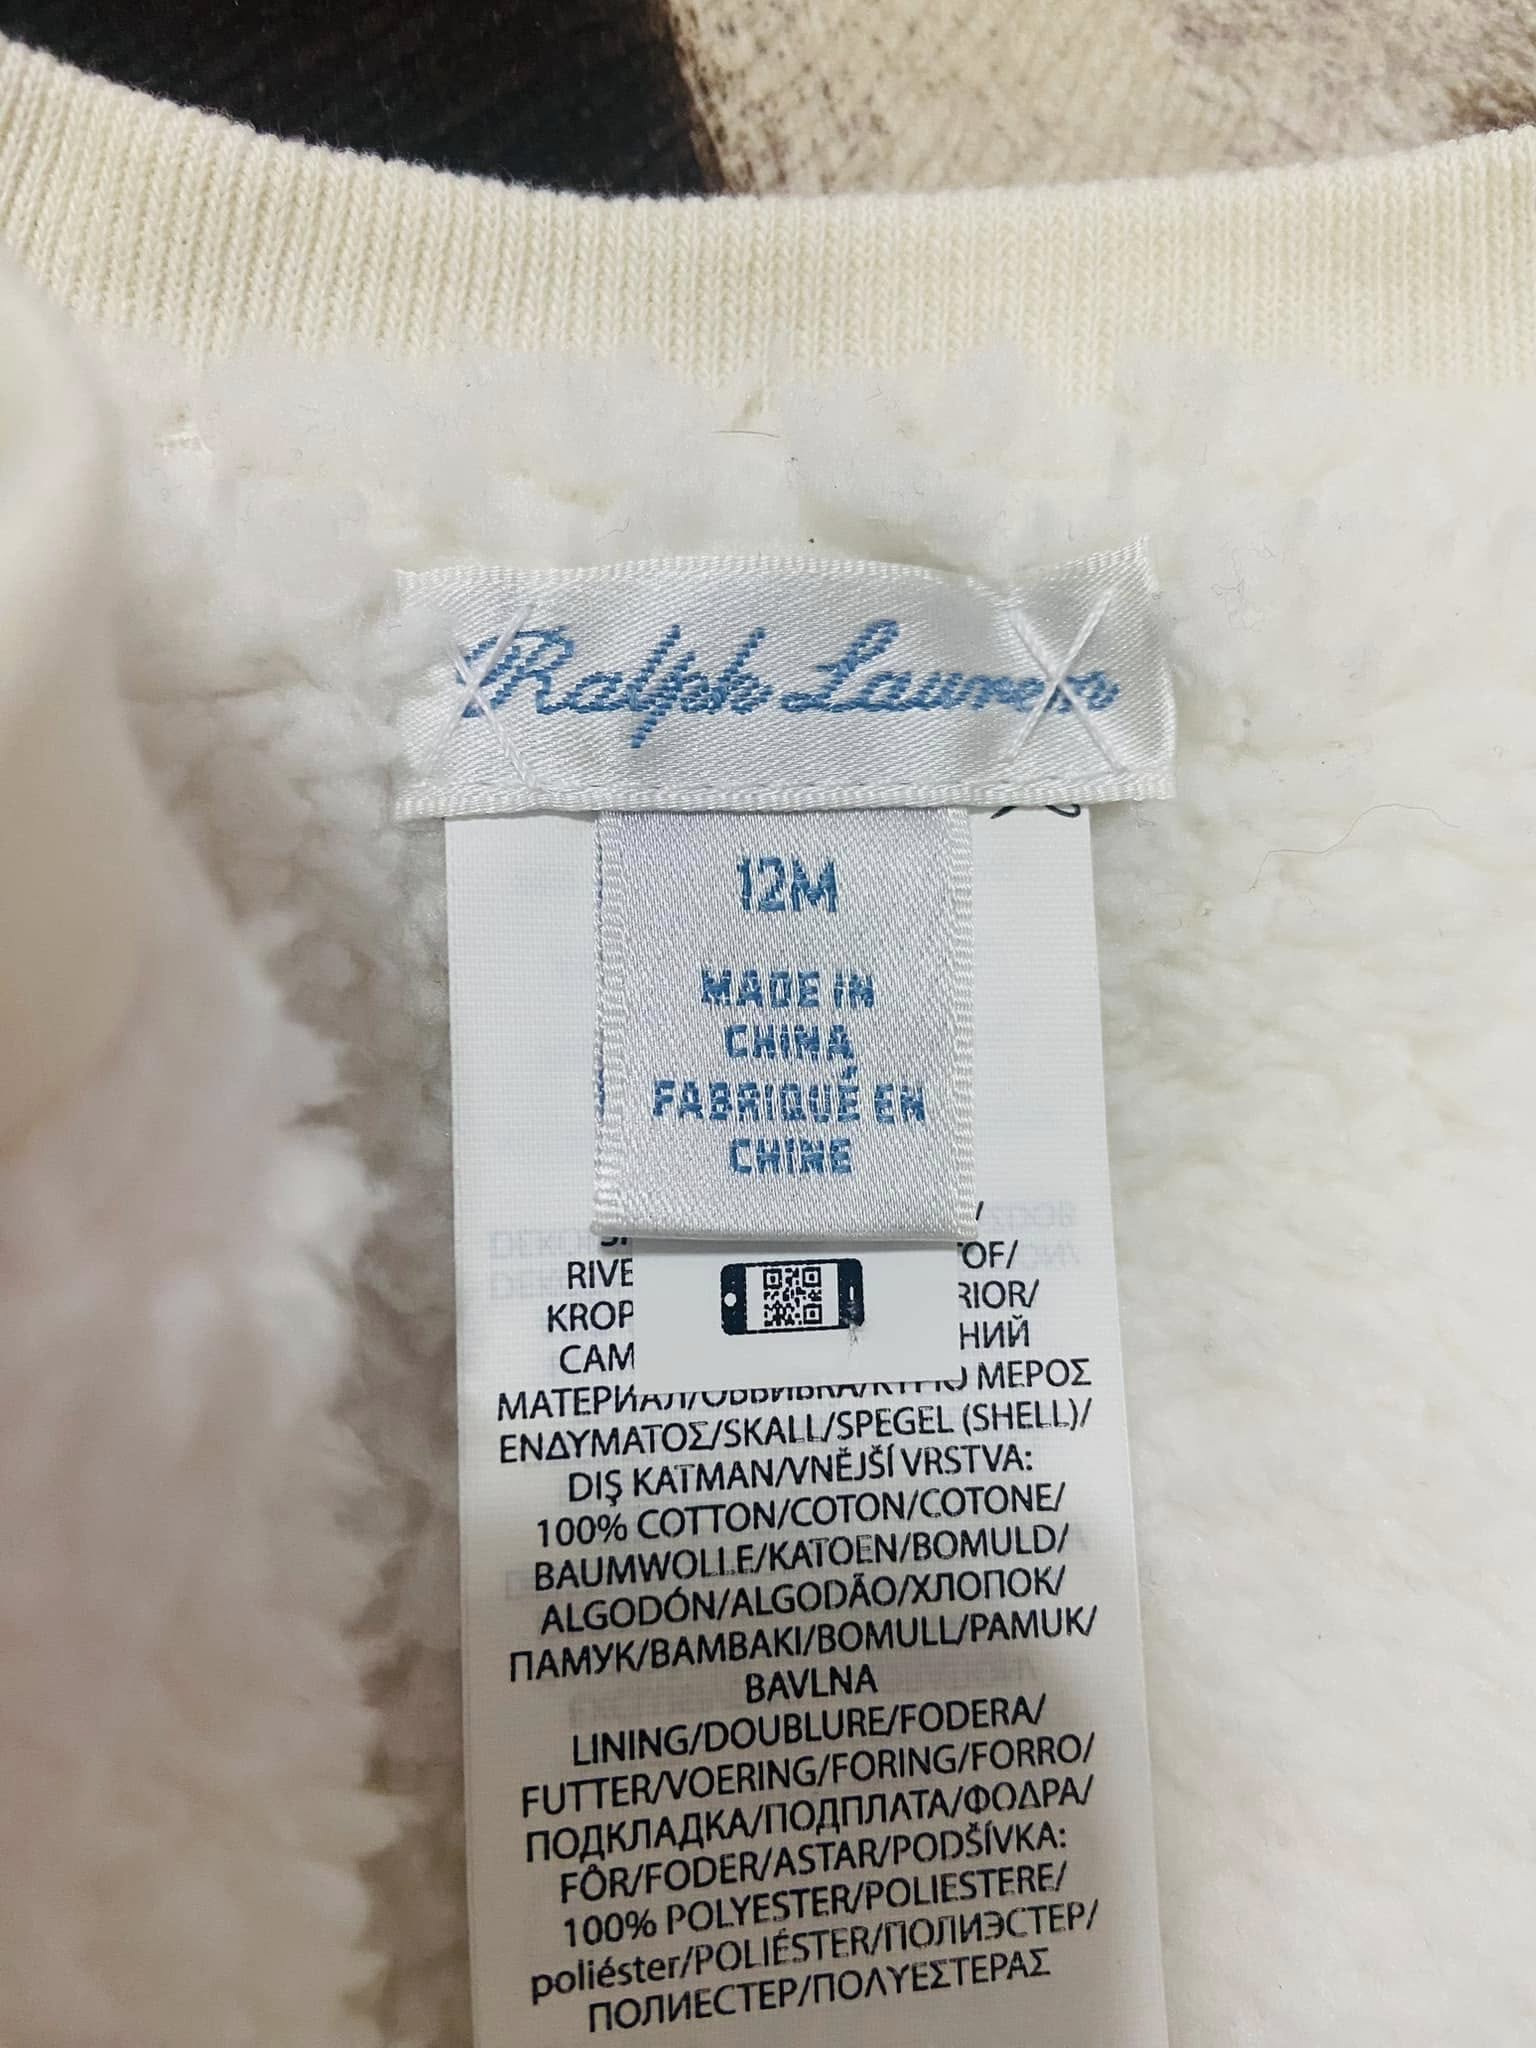 Ralph Lauren
12M
MADE IN
CHINA
FABRIQUÉ EN
CHINE
OF/
RIVE
RIOR/
KROP
НИЙ
CAM
МАТЕРИАЛ/ ΜΕΡΟΣ
ΕΝΔΥΜΑΤΟΣ/SKALL/SPEGEL (SHELL)/
DIŞ KATMAN/VNĚJŠÍ VRSTVA:
100% COTTON/COTON/COTONE/
BAUMWOLLE/KATOEN/BOMULD/
ALGODÓN/ALGODÃO/ХЛОПОК/
ПАМУК/BAMBAKI/BOMULL/PAMUK/
BAVLNA
LINING/DOUBLURE/FODERA/
FUTTER/VOERING/FORING/FORRO/
ПОДКЛАДКА/ПОДПЛАТА/ΦΟΔΡΑ/
FÔR/FODER/ASTAR/PODŠÍVKA:
100% POLYESTER/POLIESTERE/
poliéster/POLIÉSTER/ПОЛИЭСТЕР/
ПОЛИЕСТЕР/ΠΟΛΥΕΣΤΕΡΑΣ